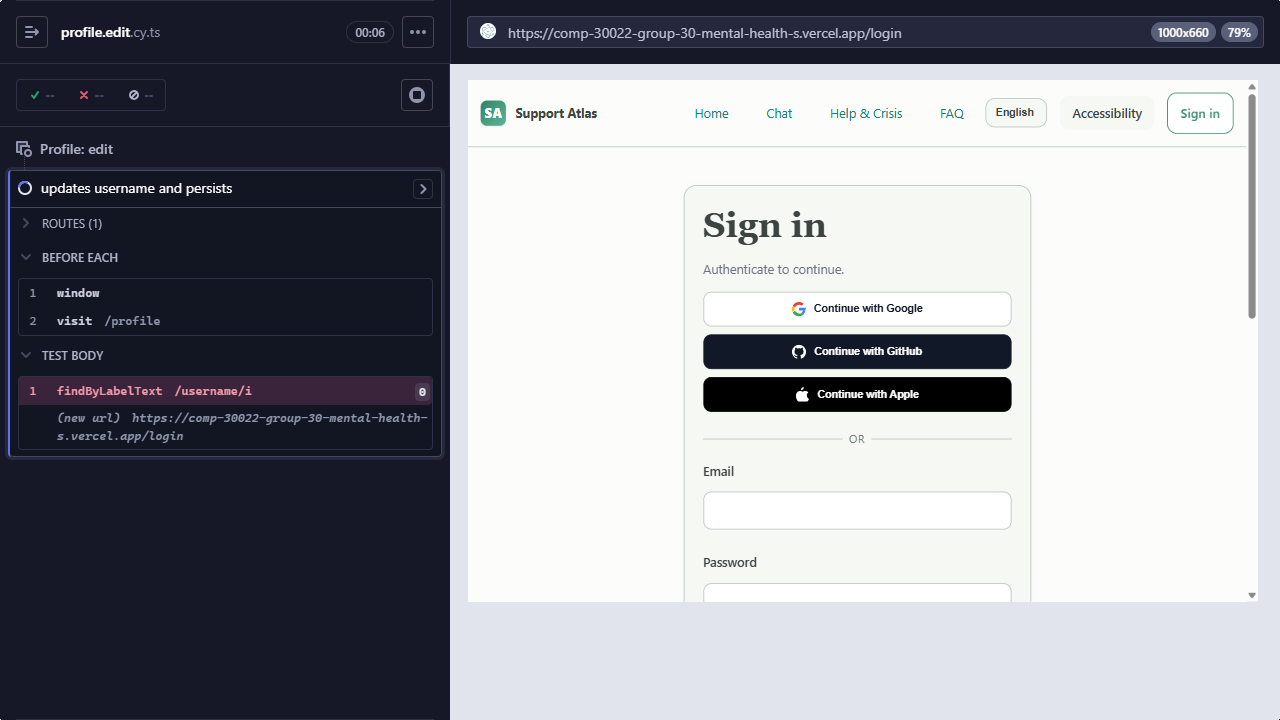 profile.edit.cy.ts
00:06
--
--
--
Profile: edit
updates username and persists
ROUTES (1)
BEFORE EACH
1 window
2 visit /profile
TEST BODY
1 findByLabelText /username/i 0
(new url) https://comp-30022-group-30-mental-health-
s.vercel.app/login
https://comp-30022-group-30-mental-health-s.vercel.app/login
1000x660
79%
SA Support Atlas
Home
Chat
Help & Crisis
FAQ
English
Accessibility
Sign in
Sign in
Authenticate to continue.
Continue with Google
Continue with GitHub
Continue with Apple
OR
Email
Password